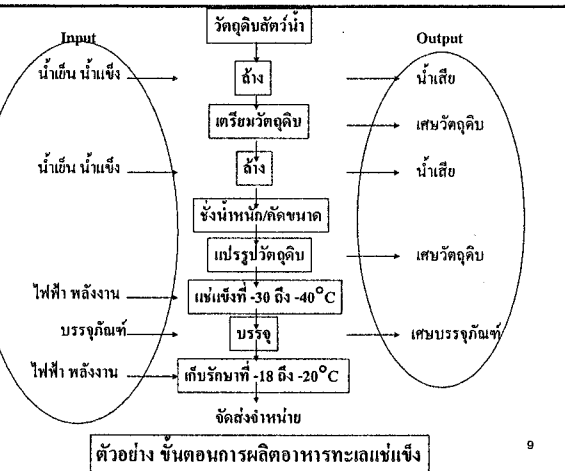 วัตถุดิบสัตว์น้ำ
Input
Output
น้ำเย็น น้ำแข็ง
ล้าง
น้ำเสีย
เตรียมวัตถุดิบ
เศษวัตถุดิบ
น้ำเย็น น้ำแข็ง
ล้าง
น้ำเสีย
ชั่งน้ำหนัก/คัดขนาด
แปรรูปวัตถุดิบ
เศษวัตถุดิบ
ไฟฟ้า พลังงาน
แช่แข็งที่ -30 ถึง -40°C
บรรจุภัณฑ์
บรรจุ
เศษบรรจุภัณฑ์
ไฟฟ้า พลังงาน
เก็บรักษาที่ -18 ถึง -20°C
จัดส่งจำหน่าย
ตัวอย่าง ขั้นตอนการผลิตอาหารทะเลแช่แข็ง
9